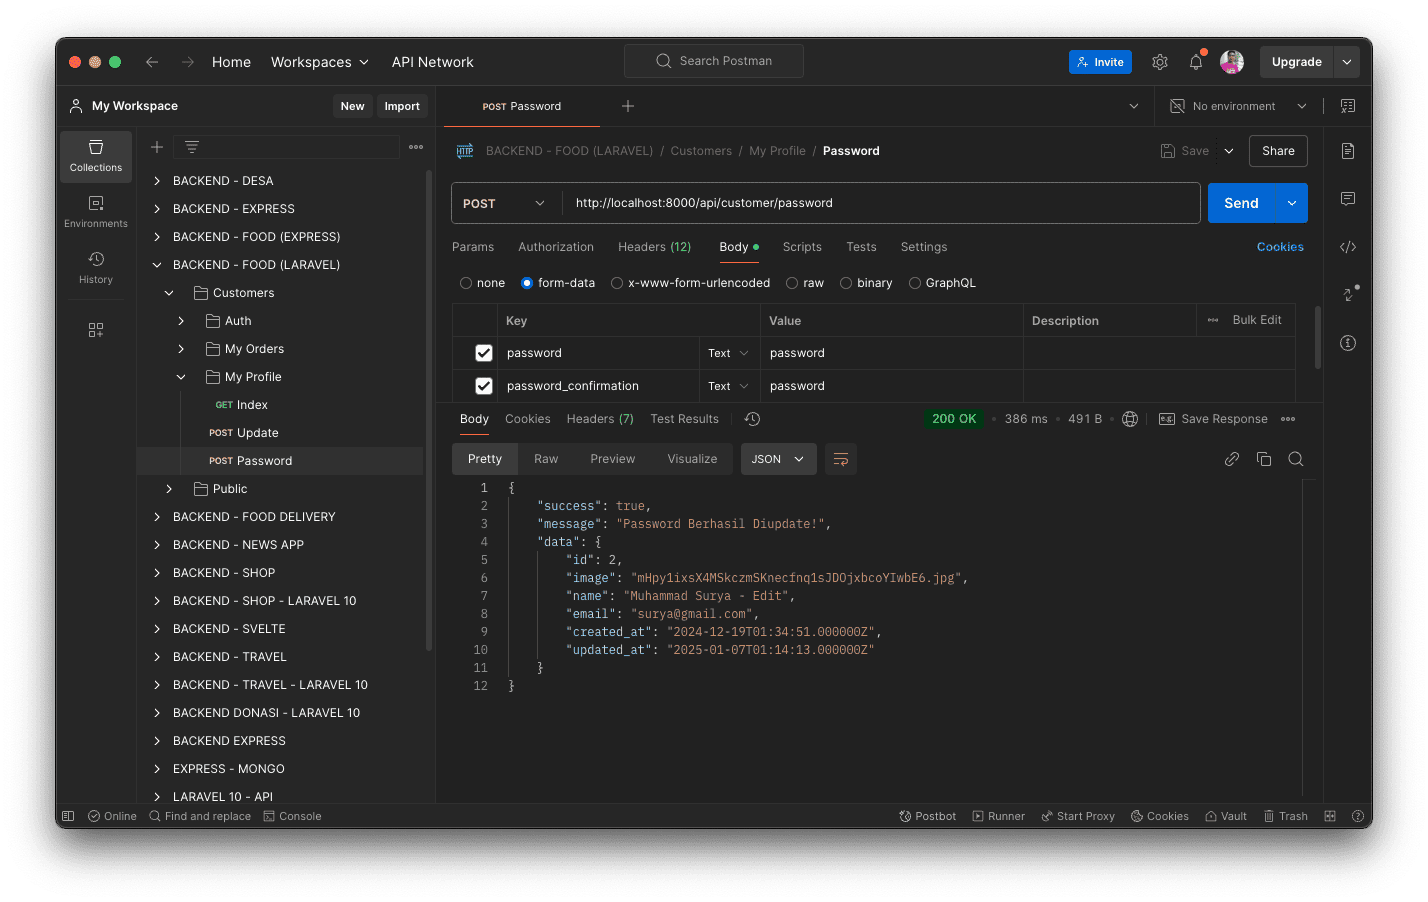 Home Workspaces API Network Search Postman Invite Upgrade
My Workspace New Import POST Password No environment
Collections
Environments
History
BACKEND - DESA
BACKEND - EXPRESS
BACKEND - FOOD (EXPRESS)
BACKEND - FOOD (LARAVEL)
Customers
Auth
My Orders
My Profile
GET Index
POST Update
POST Password
Public
BACKEND - FOOD DELIVERY
BACKEND - NEWS APP
BACKEND - SHOP
BACKEND - SHOP - LARAVEL 10
BACKEND - SVELTE
BACKEND - TRAVEL
BACKEND - TRAVEL - LARAVEL 10
BACKEND DONASI - LARAVEL 10
BACKEND EXPRESS
EXPRESS - MONGO
LARAVEL 10 - API
HTTP BACKEND - FOOD (LARAVEL) / Customers / My Profile / Password Save Share
POST http://localhost:8000/api/customer/password Send
Params Authorization Headers (12) Body Scripts Tests Settings Cookies
none form-data x-www-form-urlencoded raw binary GraphQL
Key Value Description Bulk Edit
password Text password
password_confirmation Text password
Body Cookies Headers (7) Test Results 200 OK 386 ms 491 B e.g. Save Response
Pretty Raw Preview Visualize JSON
1 {
2 "success": true,
3 "message": "Password Berhasil Diupdate!",
4 "data": {
5 "id": 2,
6 "image": "mHpy1ixsX4MSkczmSKnecfnq1sJDOjxbcoYIwbE6.jpg",
7 "name": "Muhammad Surya - Edit",
8 "email": "surya@gmail.com",
9 "created_at": "2024-12-19T01:34:51.000000Z",
10 "updated_at": "2025-01-07T01:14:13.000000Z"
11 }
12 }
Online Find and replace Console Postbot Runner Start Proxy Cookies Vault Trash